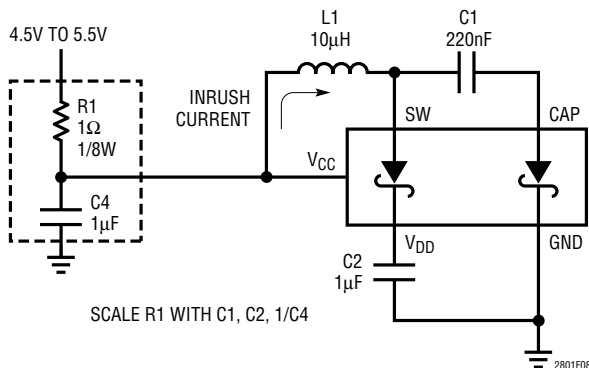 4.5V TO 5.5V
R1
1Ω
1/8W
C4
1µF
INRUSH
CURRENT
L1
10µH
C1
220nF
SW
CAP
VCC
VDD
GND
C2
1µF
SCALE R1 WITH C1, C2, 1/C4
2801F08